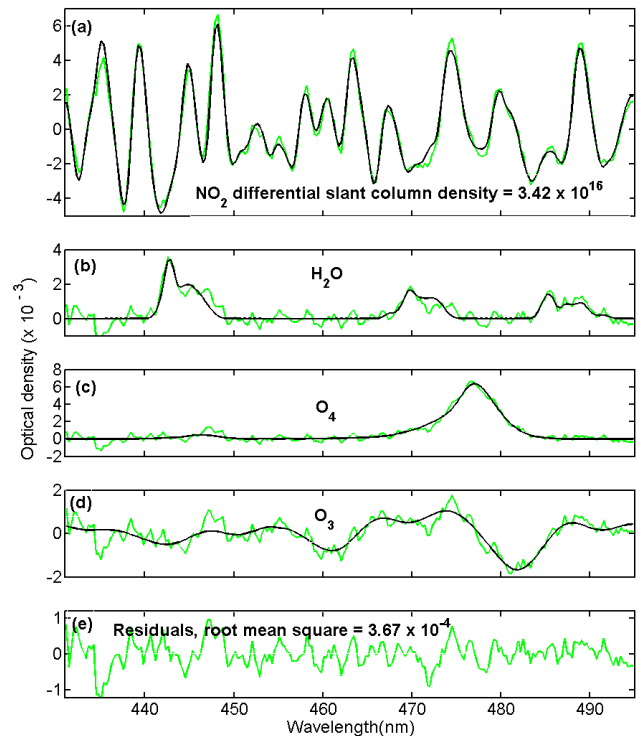 (a)
6
4
2
0
-2
-4
NO2 differential slant column density = 3.42 x 10^16
(b)
H2O
4
2
0
Optical density (x 10^-3)
(c)
O4
8
6
4
2
0
-2
(d)
O3
2
0
-2
(e)
Residuals, root mean square = 3.67 x 10^-4
1
0
-1
440 450 460 470 480 490
Wavelength(nm)